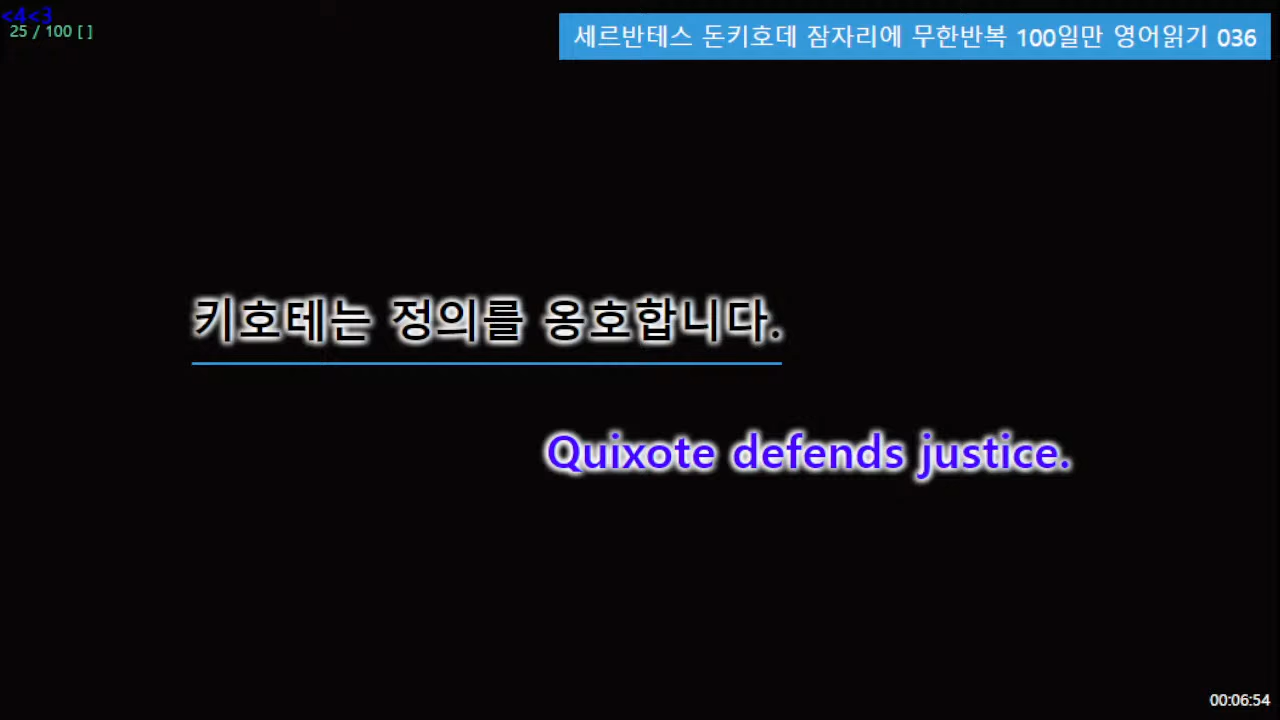 <4<3
25 / 100 [ ]
세르반테스 돈키호데 잠자리에 무한반복 100일만 영어읽기 036
키호테는 정의를 옹호합니다.
Quixote defends justice.
00:06:54